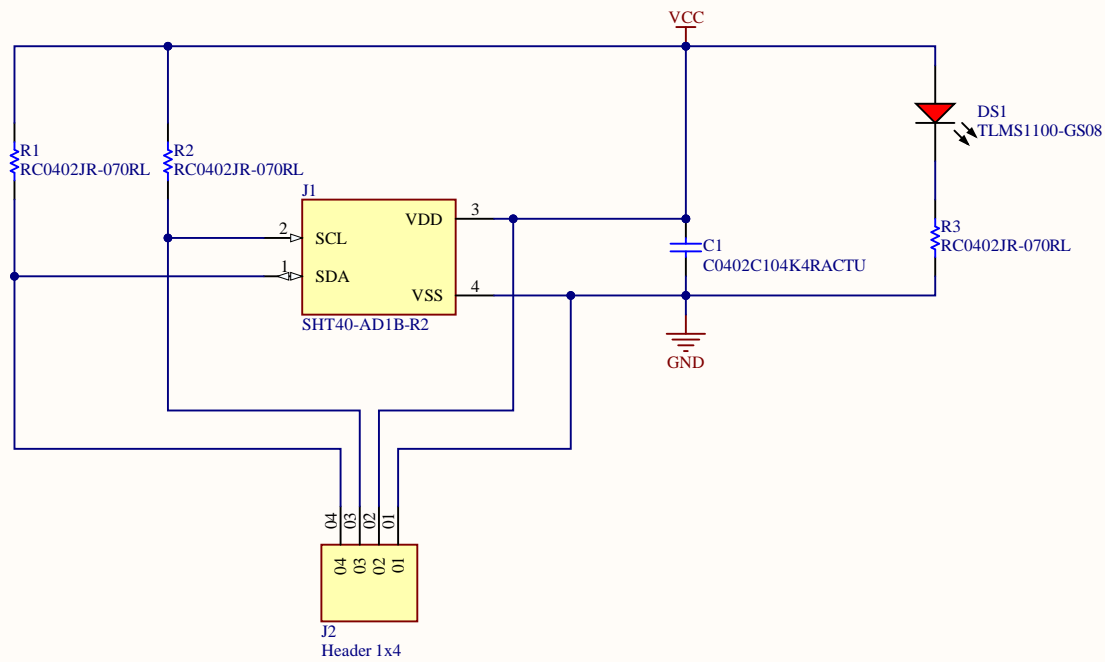 VCC
DS1
TLMS1100-GS08
R1
RC0402JR-070RL
R2
RC0402JR-070RL
J1
VDD
3
2
SCL
R3
RC0402JR-070RL
C1
C0402C104K4RACTU
1
SDA
VSS
4
SHT40-AD1B-R2
GND
04
03
02
01
04
03
02
01
J2
Header 1x4